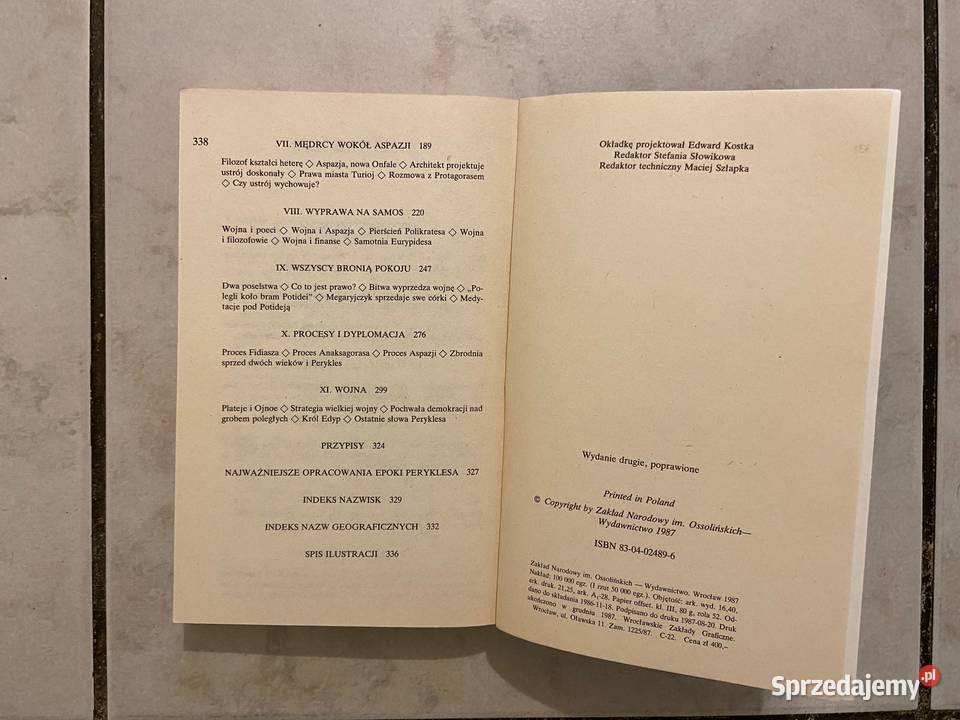 338
VII. MĘDRCY WOKÓŁ ASPAZJI 189
Filozof kształci heterę ◇ Aspazja, nowa Onfale ◇ Architekt projektuje
ustrój doskonały ◇ Prawa miasta Turioj ◇ Rozmowa z Protagorasem
◇ Czy ustrój wychowuje?
VIII. WYPRAWA NA SAMOS 220
Wojna i poeci ◇ Wojna i Aspazja ◇ Pierścień Polikratesa ◇ Wojna
i filozofowie ◇ Wojna i finanse ◇ Samotnia Eurypidesa
IX. WSZYSCY BRONIĄ POKOJU 247
Dwa poselstwa ◇ Co to jest prawo? ◇ Bitwa wyprzedza wojnę ◇ „Po-
legli koło bram Potidei” ◇ Megaryjczyk sprzedaje swe córki ◇ Medy-
tacje pod Potideją
X. PROCESY I DYPLOMACJA 276
Proces Fidiasza ◇ Proces Anaksagorasa ◇ Proces Aspazji ◇ Zbrodnia
sprzed dwóch wieków i Perykles
XI. WOJNA 299
Plateje i Ojnoe ◇ Strategia wielkiej wojny ◇ Pochwała demokracji nad
grobem poległych ◇ Król Edyp ◇ Ostatnie słowa Peryklesa
PRZYPISY 324
NAJWAŻNIEJSZE OPRACOWANIA EPOKI PERYKLESA 327
INDEKS NAZWISK 329
INDEKS NAZW GEOGRAFICZNYCH 332
SPIS ILUSTRACJI 336
Okładkę projektował Edward Kostka
Redaktor Stefania Słowikowa
Redaktor techniczny Maciej Szłapka
Wydanie drugie, poprawione
Printed in Poland
© Copyright by Zakład Narodowy im. Ossolińskich—
Wydawnictwo 1987
ISBN 83-04-02489-6
Zakład Narodowy im. Ossolińskich — Wydawnictwo. Wrocław 1987
Nakład: 100 000 egz. (I rzut 50 000 egz.). Objętość: ark. wyd. 16,40,
ark. druk. 21,25, ark. A₁-28. Papier offset. kl. III, 80 g, rola 52. Od-
dano do składania 1986-11-18. Podpisano do druku 1987-08-20. Druk
ukończono w grudniu 1987. Wrocławskie Zakłady Graficzne.
Wrocław, ul. Oławska 11. Zam. 1225/87. C-22. Cena zł 400,-
Sprzedajemy.pl